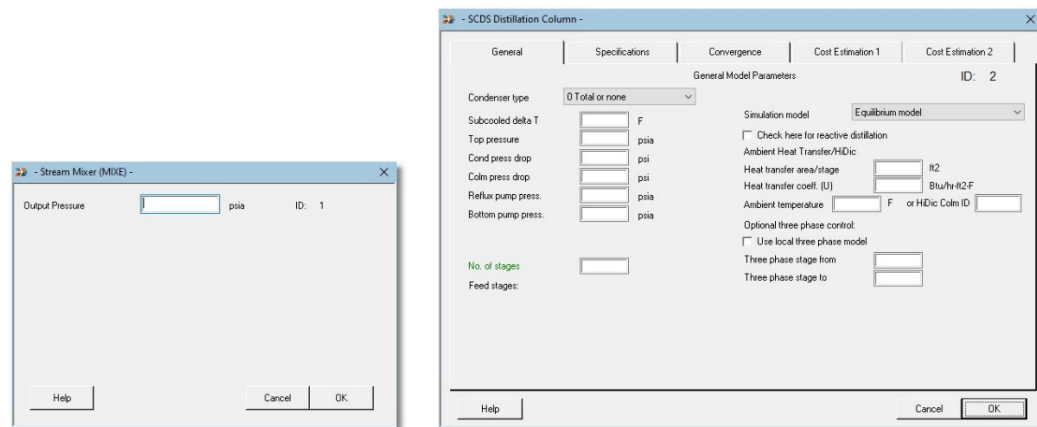 - Stream Mixer (MIXE) -
Output Pressure psia ID: 1
Help Cancel OK
- SCDS Distillation Column -
General Specifications Convergence Cost Estimation 1 Cost Estimation 2
General Model Parameters ID: 2
Condenser type 0 Total or none
Subcooled delta T F
Top pressure psia
Cond press drop psi
Colm press drop psi
Reflux pump press. psia
Bottom pump press. psia
No. of stages
Feed stages:
Simulation model Equilibrium model
Check here for reactive distillation
Ambient Heat Transfer/HiDic
Heat transfer area/stage ft2
Heat transfer coeff. (U) Btu/hr-ft2-F
Ambient temperature F or HiDic Colm ID
Optional three phase control:
Use local three phase model
Three phase stage from
Three phase stage to
Help Cancel OK